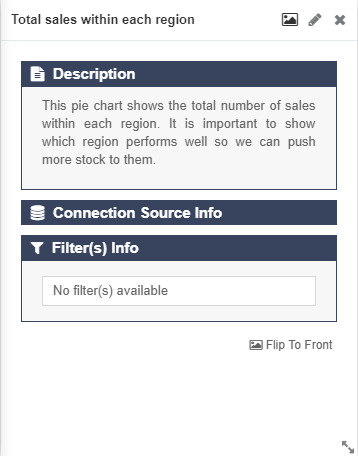 Total sales within each region
Description
This pie chart shows the total number of sales
within each region. It is important to show
which region performs well so we can push
more stock to them.
Connection Source Info
Filter(s) Info
No filter(s) available
Flip To Front